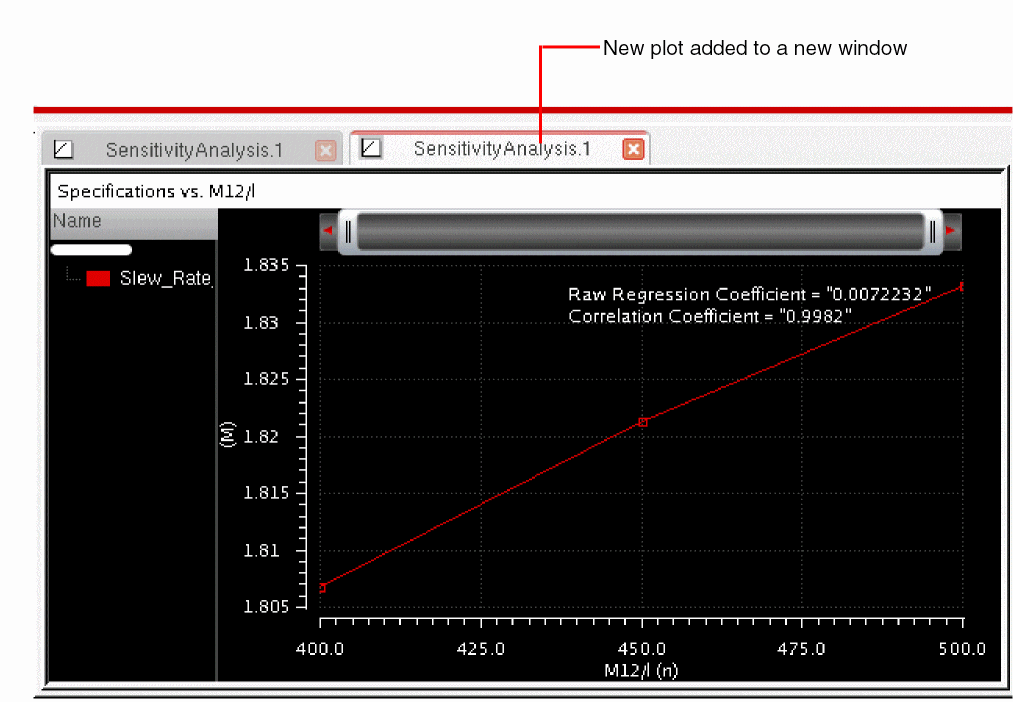 New plot added to a new window
SensitivityAnalysis.1
SensitivityAnalysis.1
Specifications vs. M12/l
Name
Slew_Rate
Raw Regression Coefficient = "0.0072232"
Correlation Coefficient = "0.9982"
1.835
1.83
1.825
1.82
1.815
1.81
1.805
(M)
400.0 425.0 450.0 475.0 500.0
M12/l (n)